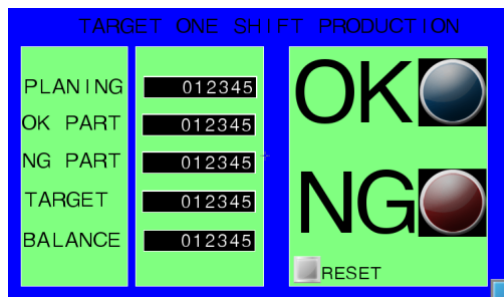 TARGET ONE SHIFT PRODUCTION
PLANING 012345
OK PART 012345
NG PART 012345
TARGET 012345
BALANCE 012345
OK
NG
RESET